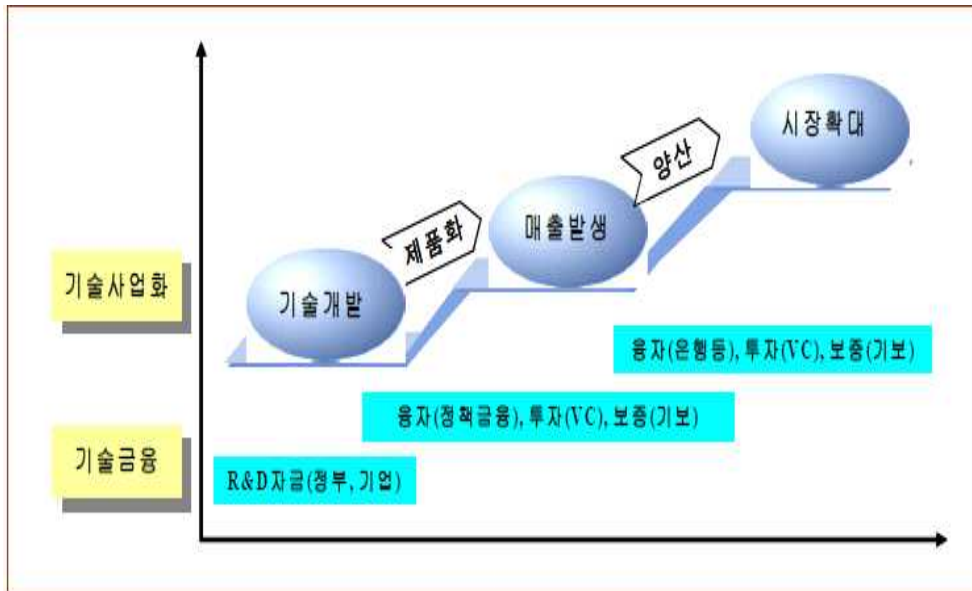 시장확대
양산
매출발생
제품화
기술개발
기술사업화
융자(은행등), 투자(VC), 보증(기보)
융자(정책금융), 투자(VC), 보증(기보)
기술금융
R&D자금(정부, 기업)